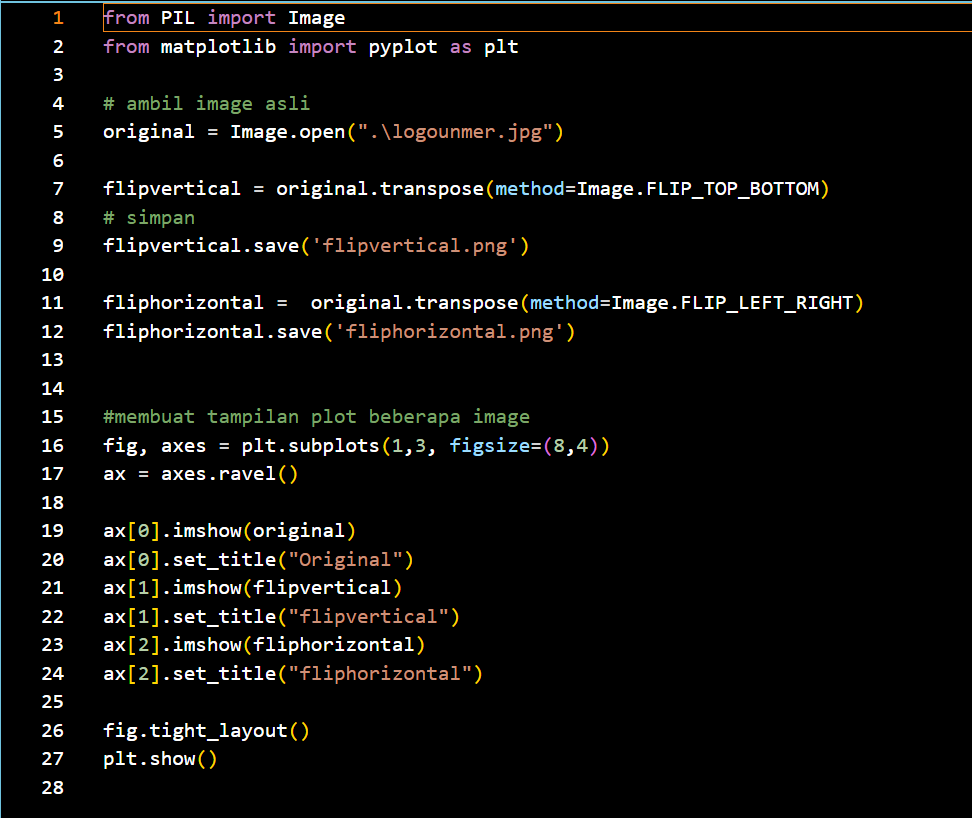 1 from PIL import Image
2 from matplotlib import pyplot as plt
3
4 # ambil image asli
5 original = Image.open(".\logounmer.jpg")
6
7 flipvertical = original.transpose(method=Image.FLIP_TOP_BOTTOM)
8 # simpan
9 flipvertical.save('flipvertical.png')
10
11 fliphorizontal =  original.transpose(method=Image.FLIP_LEFT_RIGHT)
12 fliphorizontal.save('fliphorizontal.png')
13
14
15 #membuat tampilan plot beberapa image
16 fig, axes = plt.subplots(1,3, figsize=(8,4))
17 ax = axes.ravel()
18
19 ax[0].imshow(original)
20 ax[0].set_title("Original")
21 ax[1].imshow(flipvertical)
22 ax[1].set_title("flipvertical")
23 ax[2].imshow(fliphorizontal)
24 ax[2].set_title("fliphorizontal")
25
26 fig.tight_layout()
27 plt.show()
28